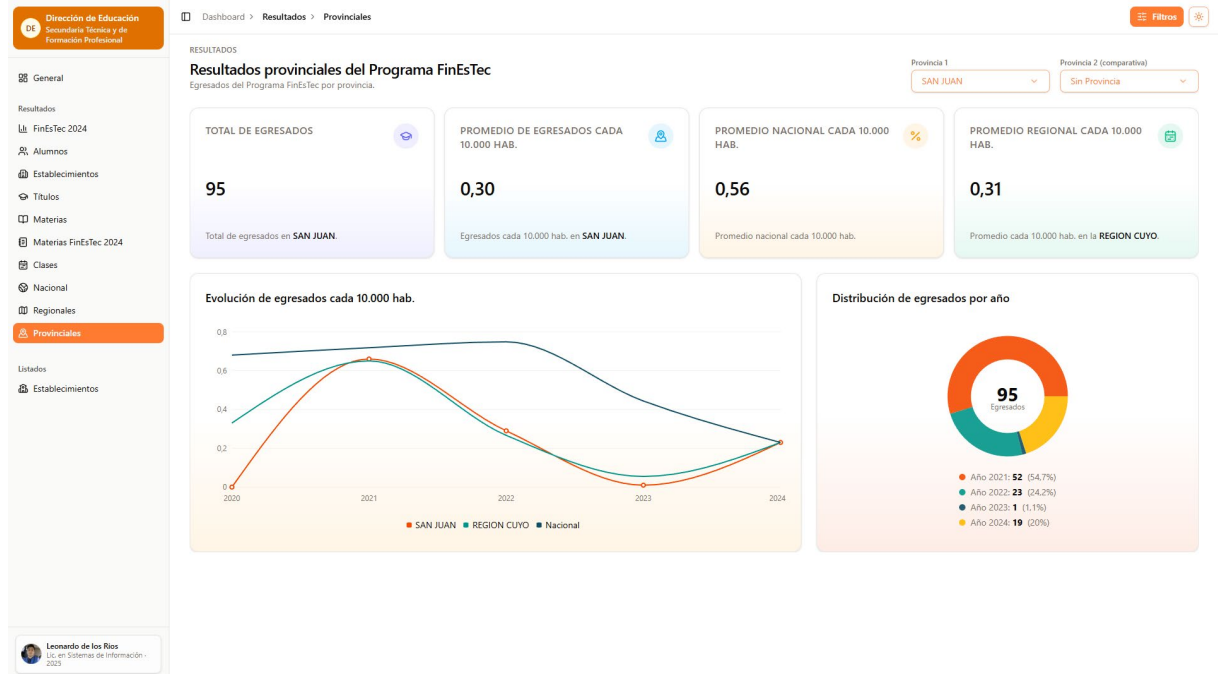 DE
Dirección de Educación
Secundaria Técnica y de
Formación Profesional
General
Resultados
FinEsTec 2024
Alumnos
Establecimientos
Títulos
Materias
Materias FinEsTec 2024
Clases
Nacional
Regionales
Provinciales
Listados
Establecimientos
Leonardo de los Rios
Lic. en Sistemas de Información -
2025
Dashboard > Resultados > Provinciales
Filtros
RESULTADOS
Resultados provinciales del Programa FinEsTec
Egresados del Programa FinEsTec por provincia.
Provincia 1
SAN JUAN
Provincia 2 (comparativa)
Sin Provincia
TOTAL DE EGRESADOS
95
Total de egresados en SAN JUAN.
PROMEDIO DE EGRESADOS CADA
10.000 HAB.
0,30
Egresados cada 10.000 hab. en SAN JUAN.
PROMEDIO NACIONAL CADA 10.000
HAB.
0,56
Promedio nacional cada 10.000 hab.
PROMEDIO REGIONAL CADA 10.000
HAB.
0,31
Promedio cada 10.000 hab. en la REGION CUYO.
Evolución de egresados cada 10.000 hab.
0,8
0,6
0,4
0,2
0
2020 2021 2022 2023 2024
SAN JUAN REGION CUYO Nacional
Distribución de egresados por año
95
Egresados
Año 2021: 52 (54,7%)
Año 2022: 23 (24,2%)
Año 2023: 1 (1,1%)
Año 2024: 19 (20%)